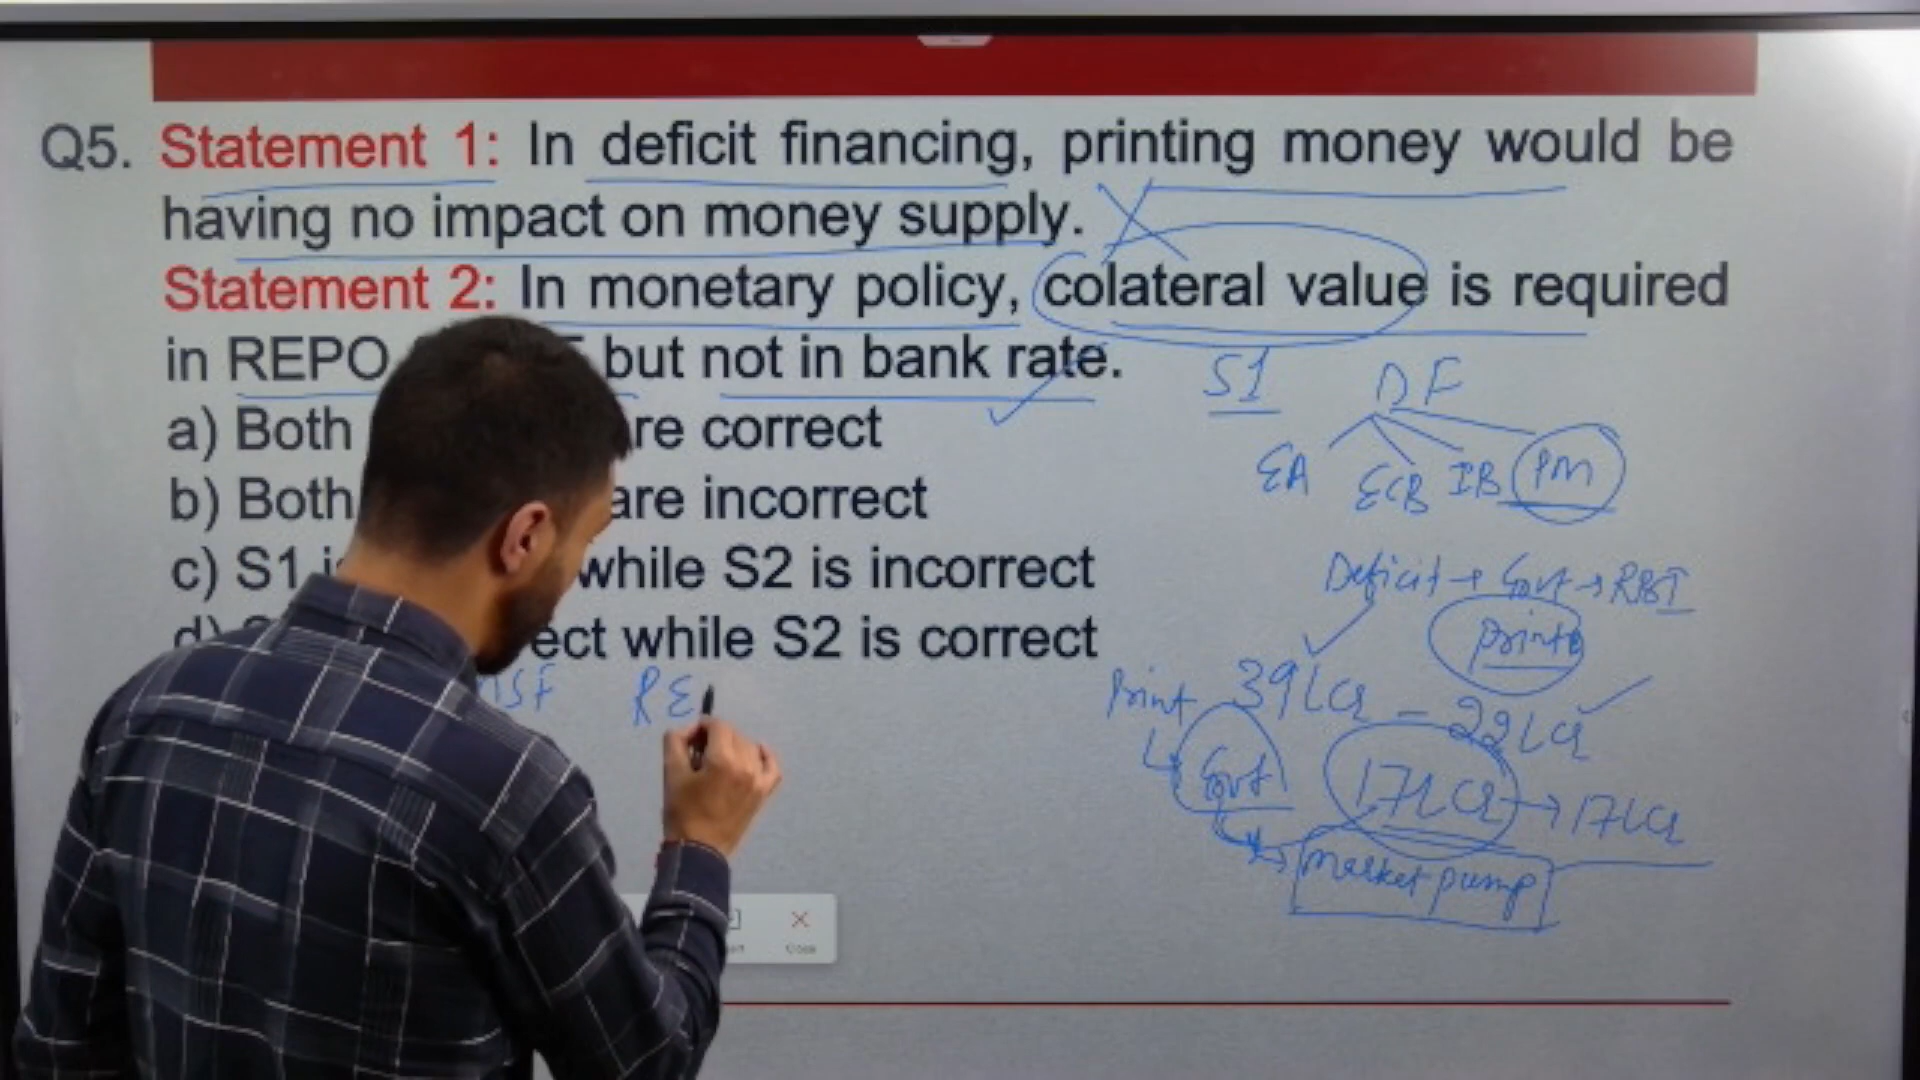 Q5. Statement 1: In deficit financing, printing money would be
having no impact on money supply.
Statement 2: In monetary policy, colateral value is required
in REPO but not in bank rate.
a) Both are correct
b) Both are incorrect
c) S1 while S2 is incorrect
d) ect while S2 is correct
S1 DF
EA ECB IB PM
Deficit → Govt → RBI
print
Print 39LCr - 22LCr
Govt 17LCr → 17LCr
market pump
MSF RE
Close